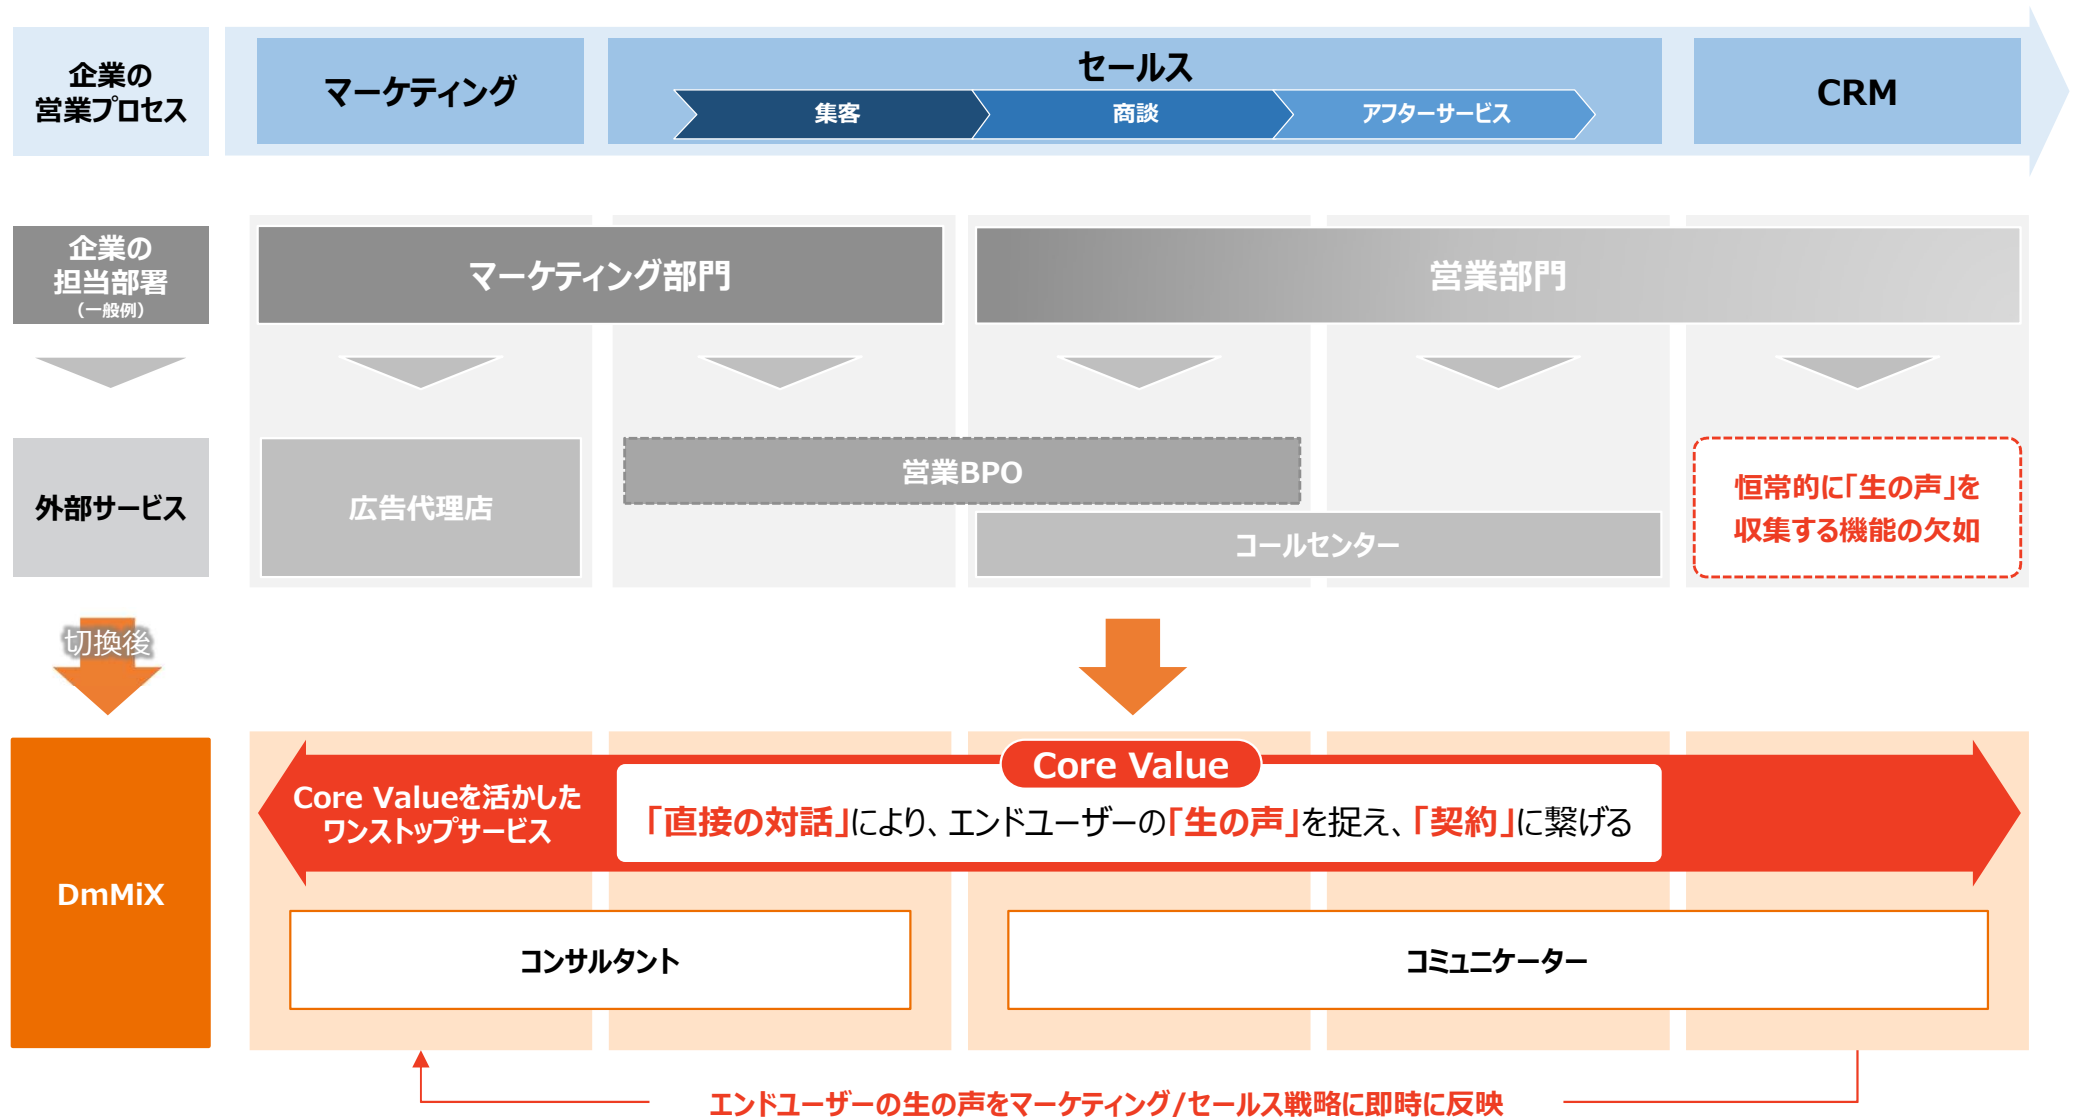 企業の
営業プロセス
マーケティング
セールス
集客
商談
アフターサービス
CRM
企業の
担当部署
(一般例)
マーケティング部門
営業部門
外部サービス
広告代理店
営業BPO
コールセンター
恒常的に「生の声」を
収集する機能の欠如
切換後
DmMiX
Core Valueを活かした
ワンストップサービス
Core Value
「直接の対話」により、エンドユーザーの「生の声」を捉え、「契約」に繋げる
コンサルタント
コミュニケーター
エンドユーザーの生の声をマーケティング/セールス戦略に即時に反映